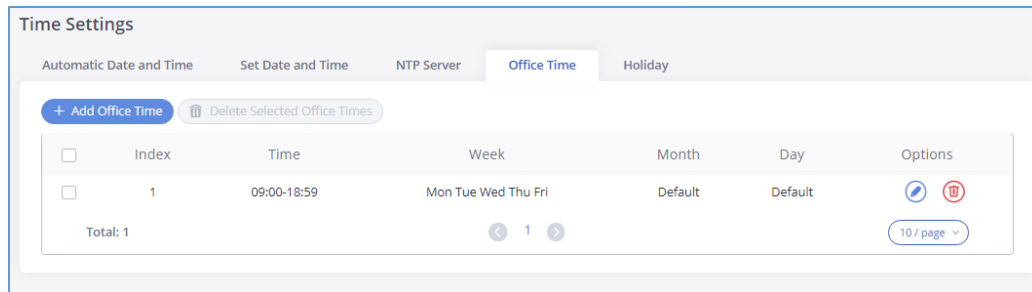 Time Settings
Automatic Date and Time Set Date and Time NTP Server Office Time Holiday
+ Add Office Time Delete Selected Office Times
Index Time Week Month Day Options
1 09:00-18:59 Mon Tue Wed Thu Fri Default Default
Total: 1 1 10 / page